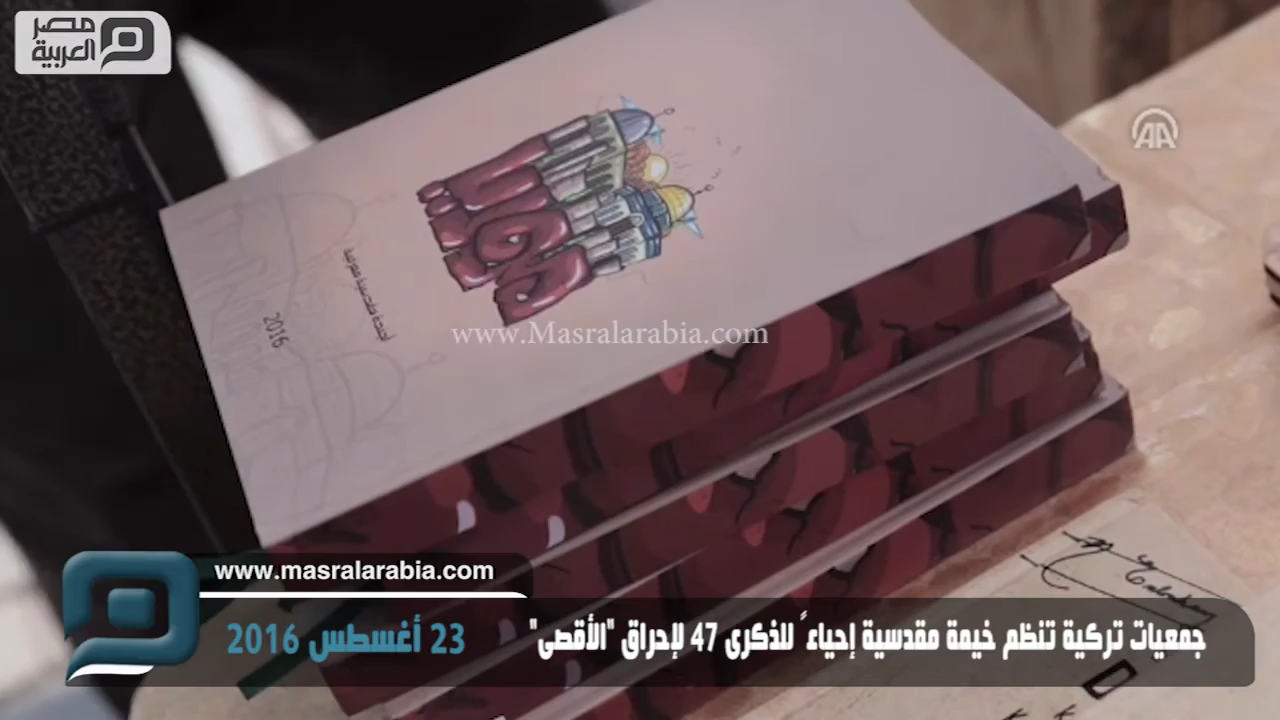 مصر
العربية
AA
2016
www.Masralarabia.com
www.masralarabia.com
جمعيات تركية تنظم خيمة مقدسية إحياءً للذكرى 47 لإحراق "الأقصى"
23 أغسطس 2016